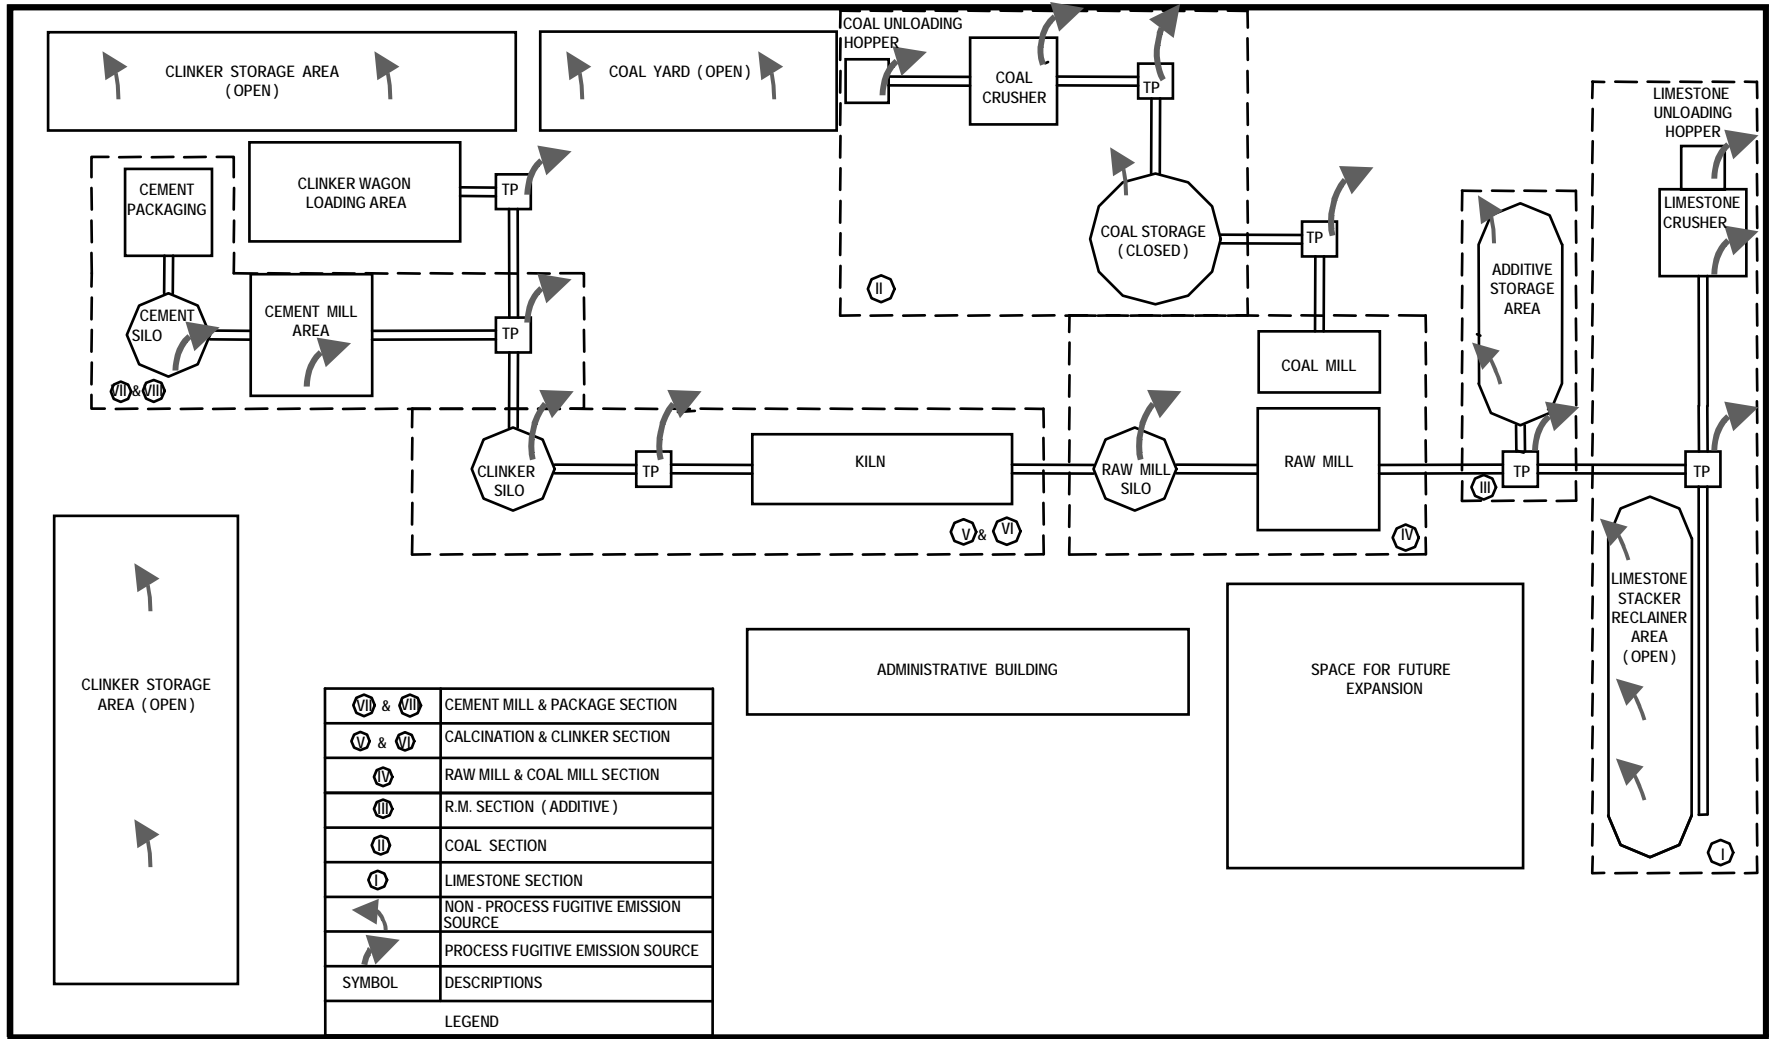 CLINKER STORAGE AREA
(OPEN)
COAL YARD (OPEN)
COAL UNLOADING
HOPPER
COAL
CRUSHER
TP
LIMESTONE
UNLOADING
HOPPER
LIMESTONE
CRUSHER
CEMENT
PACKAGING
CLINKER WAGON
LOADING AREA
TP
COAL STORAGE
(CLOSED)
TP
II
ADDITIVE
STORAGE
AREA
CEMENT
SILO
CEMENT MILL
AREA
TP
VII & VIII
COAL MILL
CLINKER
SILO
TP
KILN
V & VI
RAW MILL
SILO
RAW MILL
IV
TP
III
TP
LIMESTONE
STACKER
RECLAINER
AREA
(OPEN)
I
CLINKER STORAGE
AREA (OPEN)
ADMINISTRATIVE BUILDING
SPACE FOR FUTURE
EXPANSION
VII & VII CEMENT MILL & PACKAGE SECTION
V & VI CALCINATION & CLINKER SECTION
IV RAW MILL & COAL MILL SECTION
III R.M. SECTION (ADDITIVE)
II COAL SECTION
I LIMESTONE SECTION
NON - PROCESS FUGITIVE EMISSION
SOURCE
PROCESS FUGITIVE EMISSION SOURCE
SYMBOL DESCRIPTIONS
LEGEND